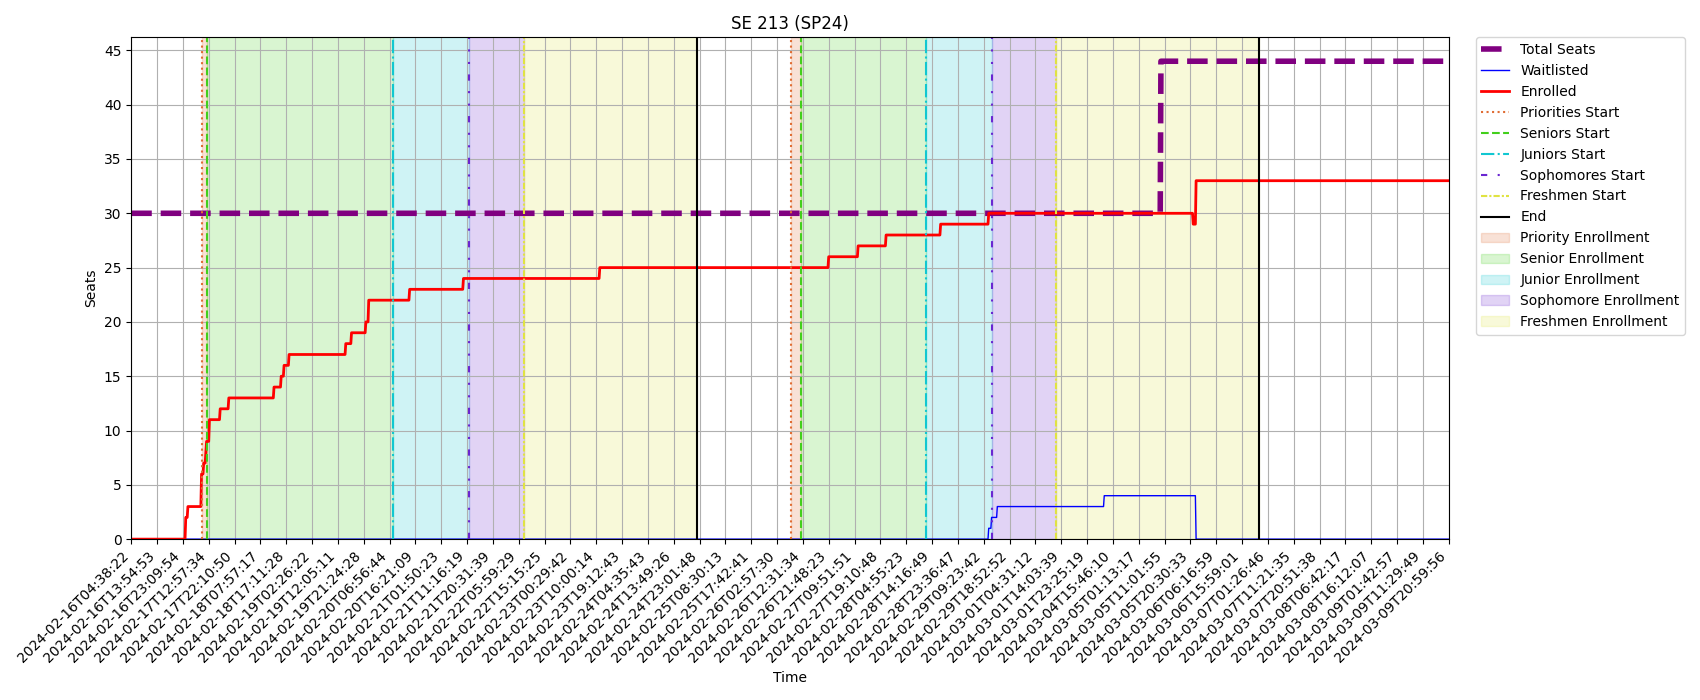 SE 213 (SP24)
45
40
35
30
25
20
15
10
5
0
Seats
2024-02-16T04:38:22
2024-02-16T13:54:53
2024-02-16T23:09:54
2024-02-17T12:57:34
2024-02-17T22:10:50
2024-02-18T07:57:17
2024-02-18T17:11:28
2024-02-19T02:26:22
2024-02-19T12:05:11
2024-02-19T21:24:28
2024-02-20T06:56:44
2024-02-20T16:21:09
2024-02-21T01:50:23
2024-02-21T11:16:19
2024-02-21T20:31:39
2024-02-22T05:59:29
2024-02-22T15:15:25
2024-02-23T00:29:42
2024-02-23T10:00:14
2024-02-23T19:12:43
2024-02-24T04:35:43
2024-02-24T13:49:26
2024-02-24T23:01:48
2024-02-25T08:30:13
2024-02-25T17:42:41
2024-02-26T02:57:30
2024-02-26T12:31:34
2024-02-26T21:48:23
2024-02-27T09:51:51
2024-02-27T19:10:48
2024-02-28T04:55:23
2024-02-28T14:16:49
2024-02-28T23:36:47
2024-02-29T09:23:42
2024-02-29T18:52:52
2024-03-01T04:31:12
2024-03-01T14:03:39
2024-03-01T23:25:19
2024-03-04T15:46:10
2024-03-05T01:13:17
2024-03-05T11:01:55
2024-03-05T20:30:33
2024-03-06T06:16:59
2024-03-06T15:59:01
2024-03-07T01:26:46
2024-03-07T11:21:35
2024-03-07T20:51:38
2024-03-08T06:42:17
2024-03-08T16:12:07
2024-03-09T01:42:57
2024-03-09T11:29:49
2024-03-09T20:59:56
Time
Total Seats
Waitlisted
Enrolled
Priorities Start
Seniors Start
Juniors Start
Sophomores Start
Freshmen Start
End
Priority Enrollment
Senior Enrollment
Junior Enrollment
Sophomore Enrollment
Freshmen Enrollment